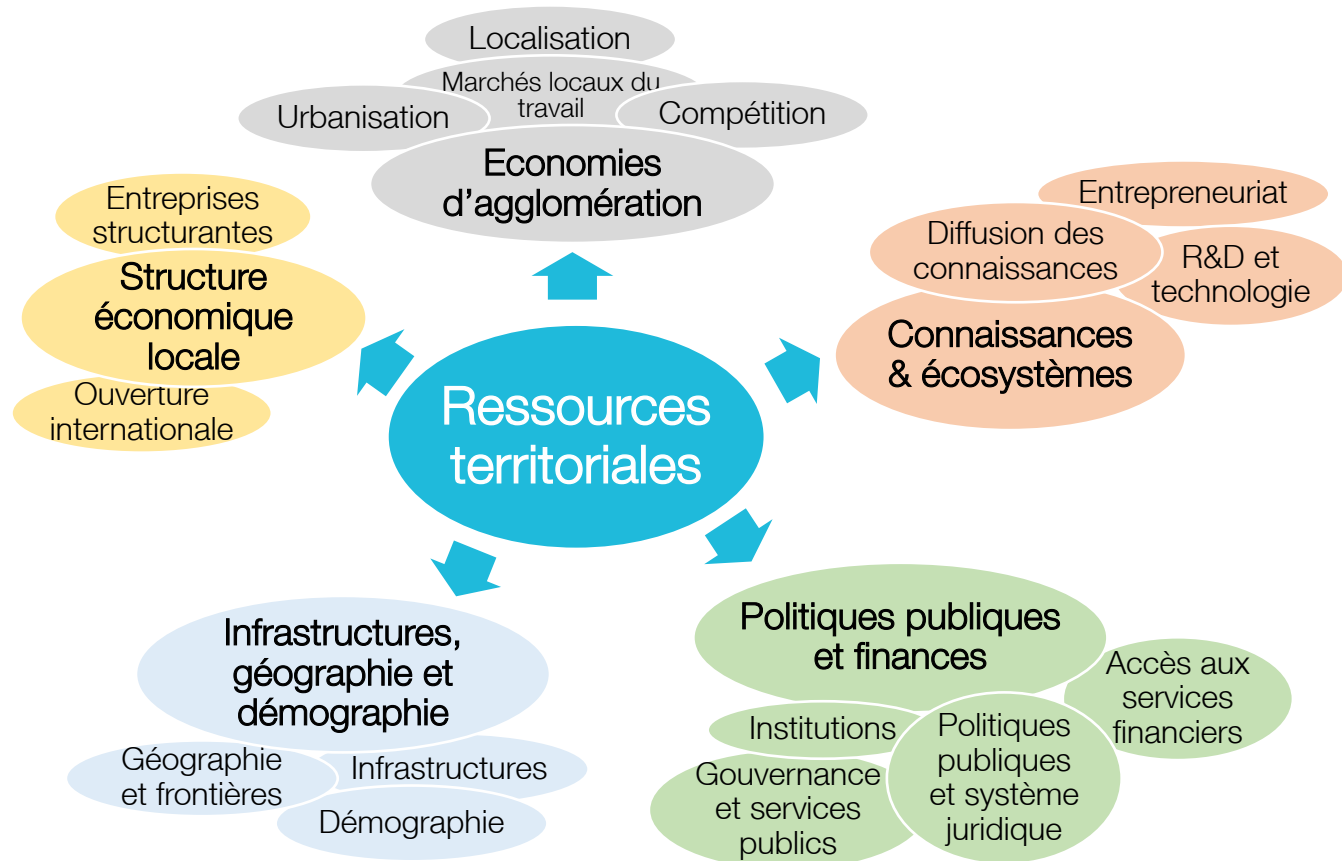 Localisation
Marchés locaux du
travail
Urbanisation
Compétition
Economies
d'agglomération
Entreprises
structurantes
Structure
économique
locale
Ouverture
internationale
Entrepreneuriat
Diffusion des
connaissances
R&D et
technologie
Connaissances
& écosystèmes
Ressources
territoriales
Infrastructures,
géographie et
démographie
Géographie
et frontières
Infrastructures
Démographie
Politiques publiques
et finances
Accès aux
services
financiers
Institutions
Politiques
publiques
et système
juridique
Gouvernance
et services
publics